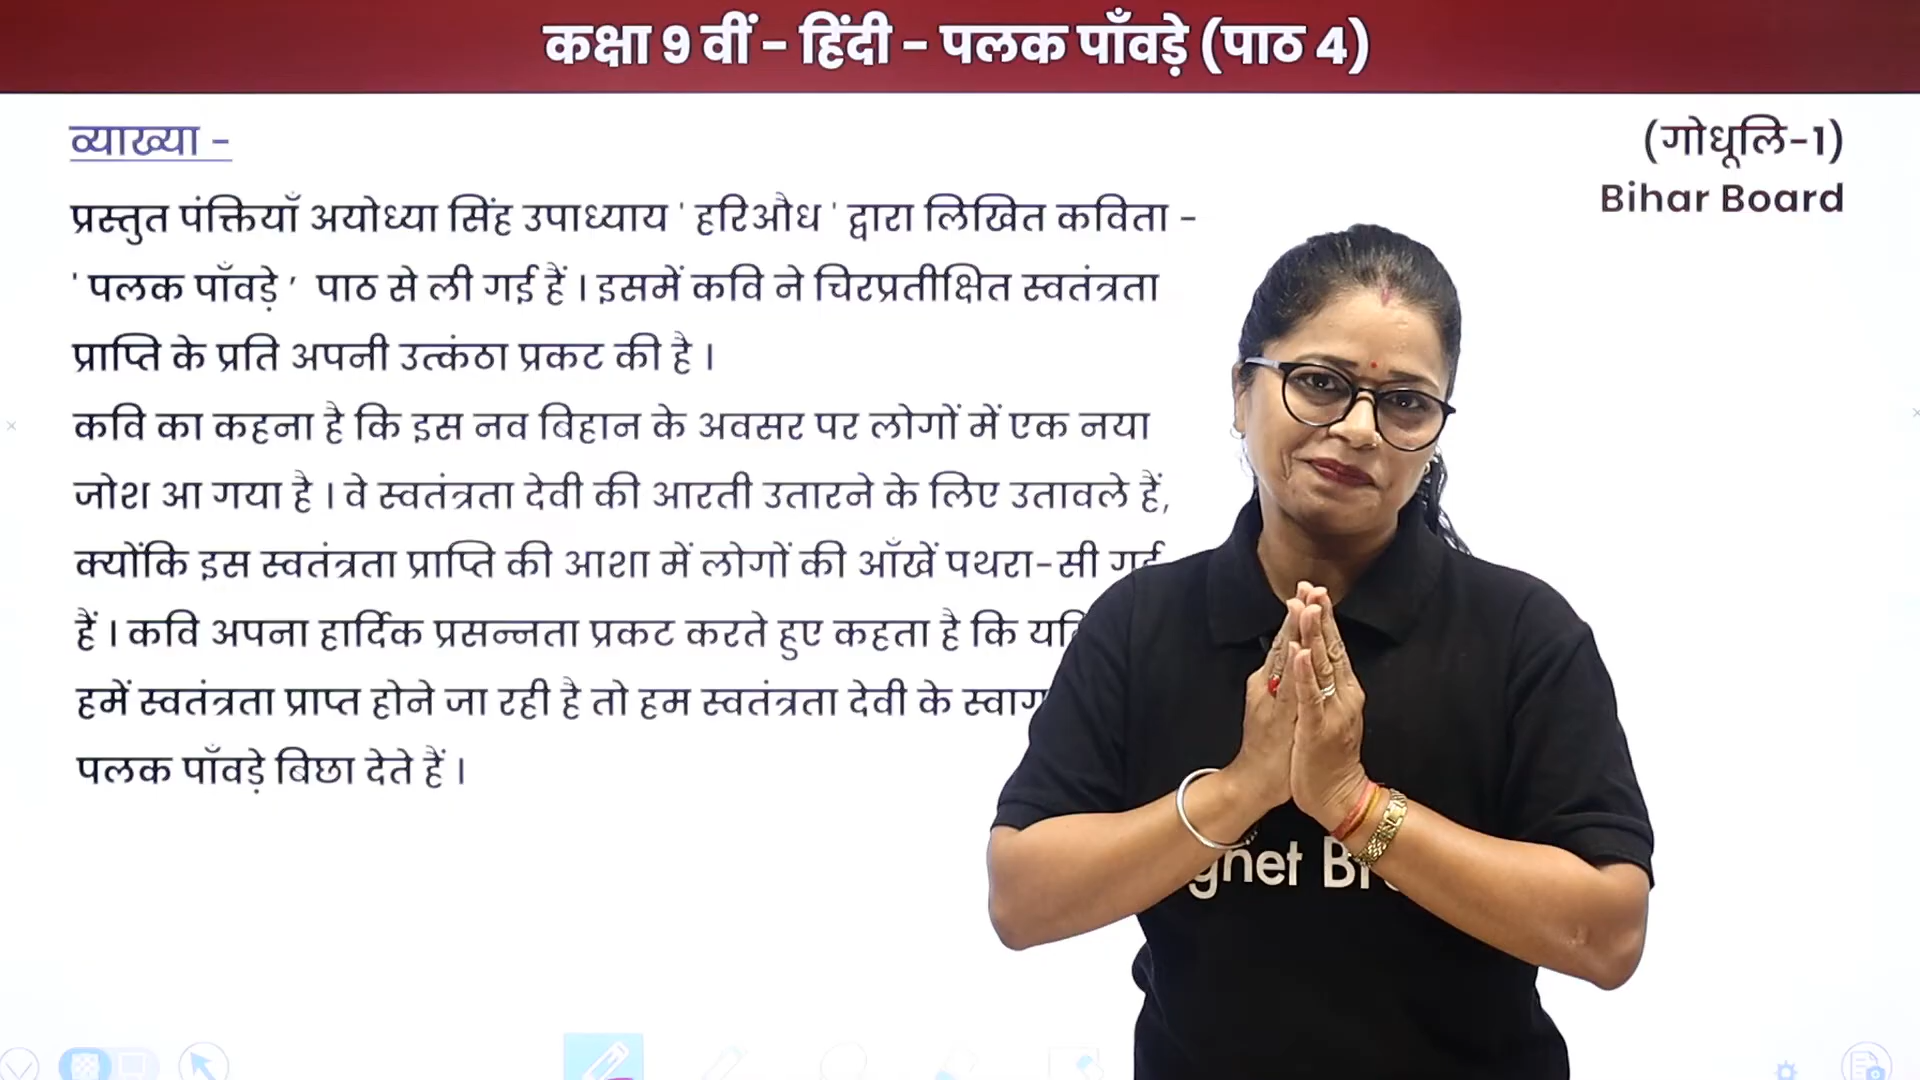 कक्षा 9 वीं - हिंदी - पलक पाँवड़े (पाठ 4)
व्याख्या -
(गोधूलि-1)
Bihar Board
प्रस्तुत पंक्तियाँ अयोध्या सिंह उपाध्याय ' हरिऔध ' द्वारा लिखित कविता -
' पलक पाँवड़े ’ पाठ से ली गई हैं । इसमें कवि ने चिरप्रतीक्षित स्वतंत्रता
प्राप्ति के प्रति अपनी उत्कंठा प्रकट की है ।
कवि का कहना है कि इस नव बिहान के अवसर पर लोगों में एक नया
जोश आ गया है । वे स्वतंत्रता देवी की आरती उतारने के लिए उतावले हैं,
क्योंकि इस स्वतंत्रता प्राप्ति की आशा में लोगों की आँखें पथरा-सी गई
हैं । कवि अपना हार्दिक प्रसन्नता प्रकट करते हुए कहता है कि
हमें स्वतंत्रता प्राप्त होने जा रही है तो हम स्वतंत्रता देवी के
पलक पाँवड़े बिछा देते हैं ।